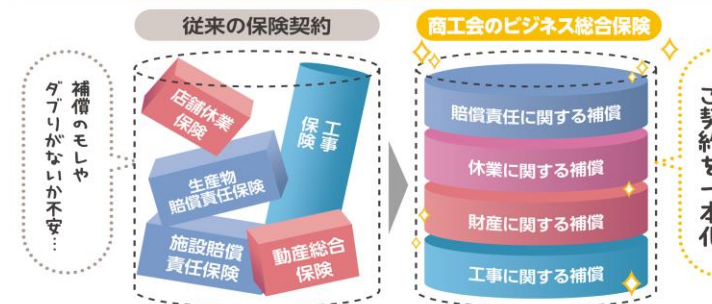 従来の保険契約
商工会のビジネス総合保険
補償のモレや
ダブりがないか不安…
店舗休業
保険
工事
保険
生産物
賠償責任保険
施設賠償
責任保険
動産総合
保険
賠償責任に関する補償
休業に関する補償
財産に関する補償
工事に関する補償
ご契約を一本化